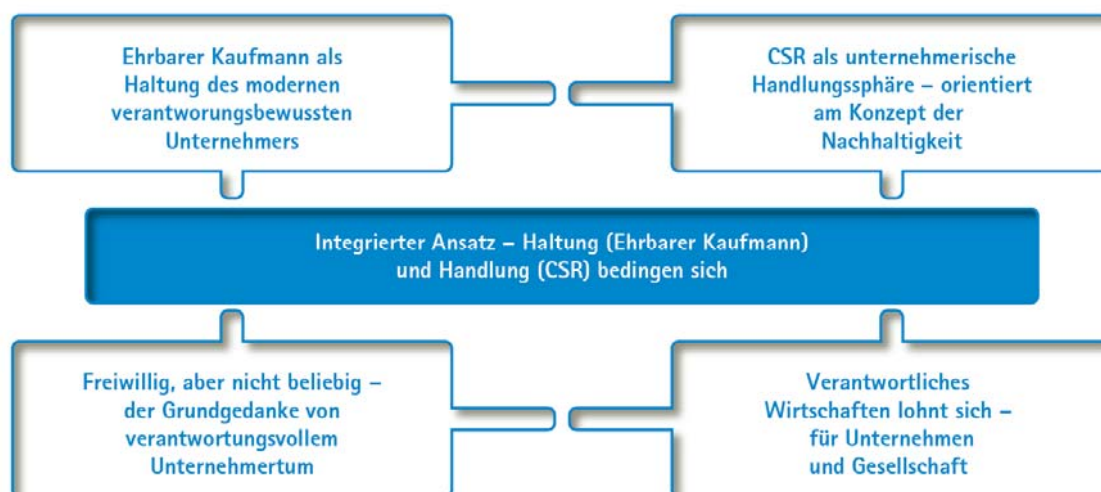 Ehrbarer Kaufmann als
Haltung des modernen
verantworungsbewussten
Unternehmers
CSR als unternehmerische
Handlungssphäre – orientiert
am Konzept der
Nachhaltigkeit
Integrierter Ansatz – Haltung (Ehrbarer Kaufmann)
und Handlung (CSR) bedingen sich
Freiwillig, aber nicht beliebig –
der Grundgedanke von
verantwortungsvollem
Unternehmertum
Verantwortliches
Wirtschaften lohnt sich –
für Unternehmen
und Gesellschaft